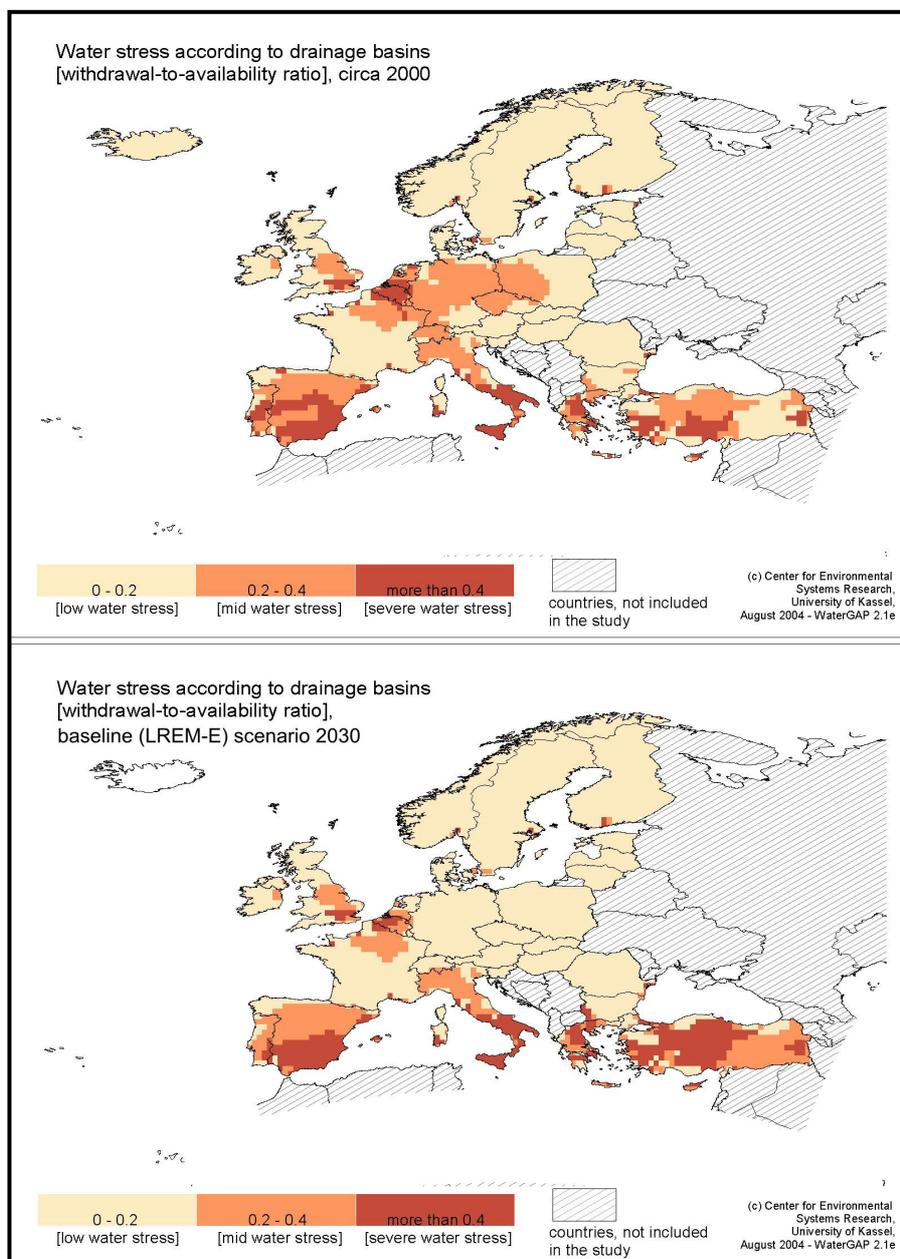 Water stress according to drainage basins
[withdrawal-to-availability ratio], circa 2000
0 - 0.2
0.2 - 0.4
more than 0.4
[low water stress]
[mid water stress]
[severe water stress]
countries, not included
in the study
(c) Center for Environmental
Systems Research,
University of Kassel,
August 2004 - WaterGAP 2.1e
Water stress according to drainage basins
[withdrawal-to-availability ratio],
baseline (LREM-E) scenario 2030
0 - 0.2
0.2 - 0.4
more than 0.4
[low water stress]
[mid water stress]
[severe water stress]
countries, not included
in the study
(c) Center for Environmental
Systems Research,
University of Kassel,
August 2004 - WaterGAP 2.1e